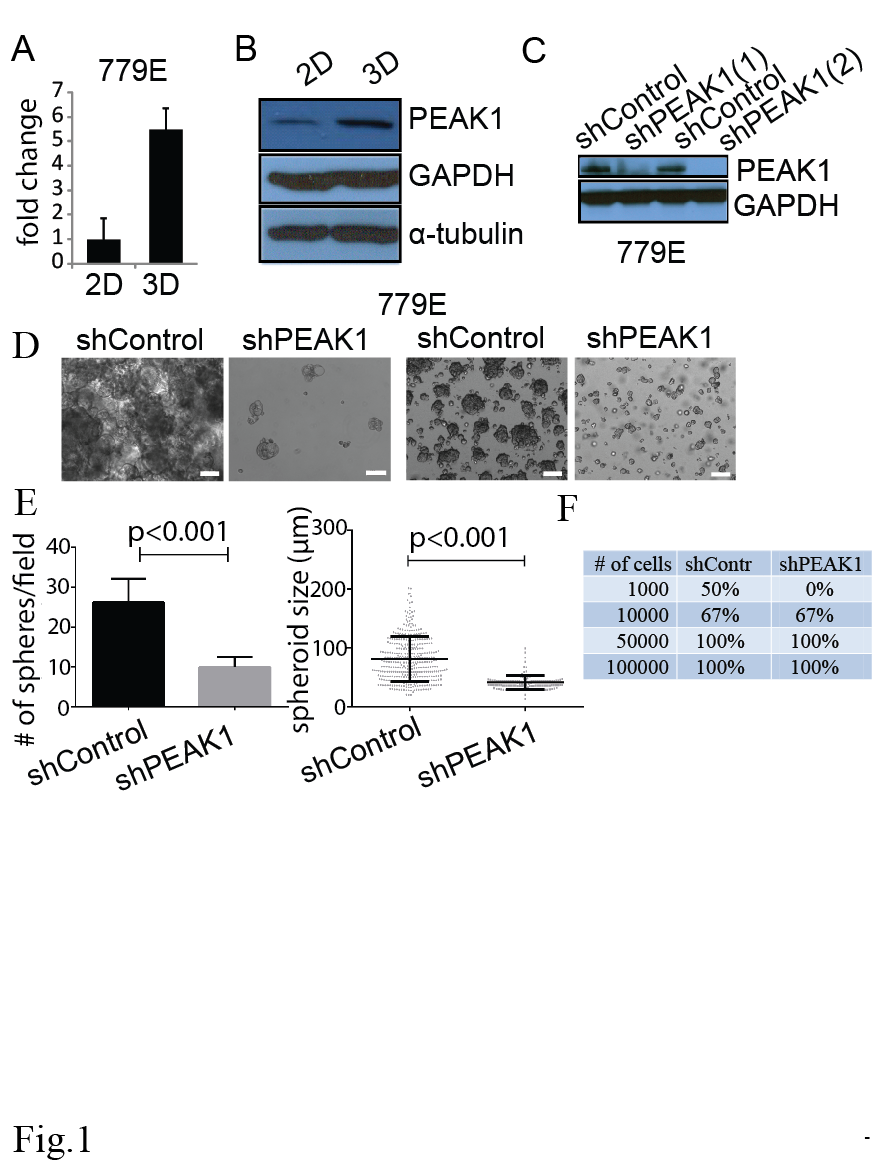 A
779E
fold change
7
6
5
4
3
2
1
0
2D
3D
B
2D
3D
PEAK1
GAPDH
α-tubulin
C
shControl
shPEAK1(1)
shControl
shPEAK1(2)
PEAK1
GAPDH
779E
779E
D
shControl
shPEAK1
shControl
shPEAK1
E
# of spheres/field
40
30
20
10
0
p<0.001
shControl
shPEAK1
spheroid size (μm)
300
200
100
0
p<0.001
shControl
shPEAK1
F
# of cells shContr shPEAK1
1000 50% 0%
10000 67% 67%
50000 100% 100%
100000 100% 100%
Fig.1
-